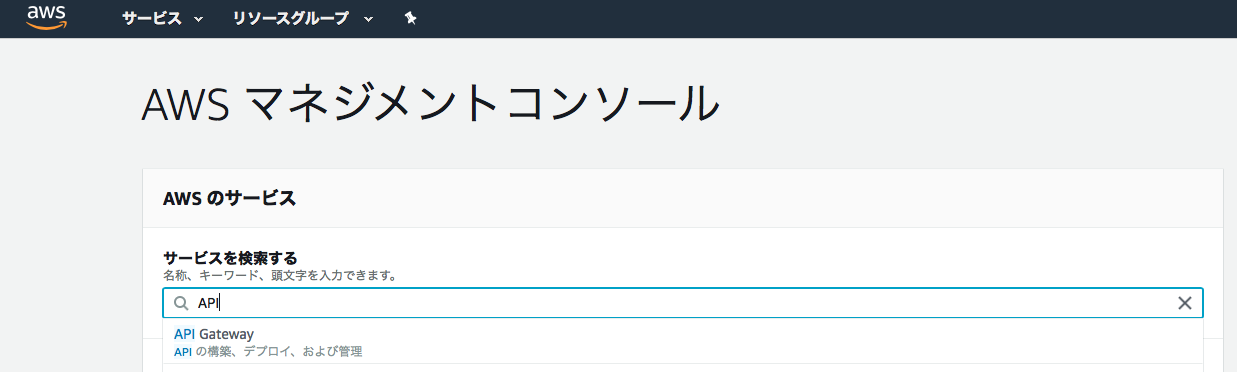 aws サービス リソースグループ
AWS マネジメントコンソール
AWS のサービス
サービスを検索する
名称、キーワード、頭文字を入力できます。
API
API Gateway
API の構築、デプロイ、および管理